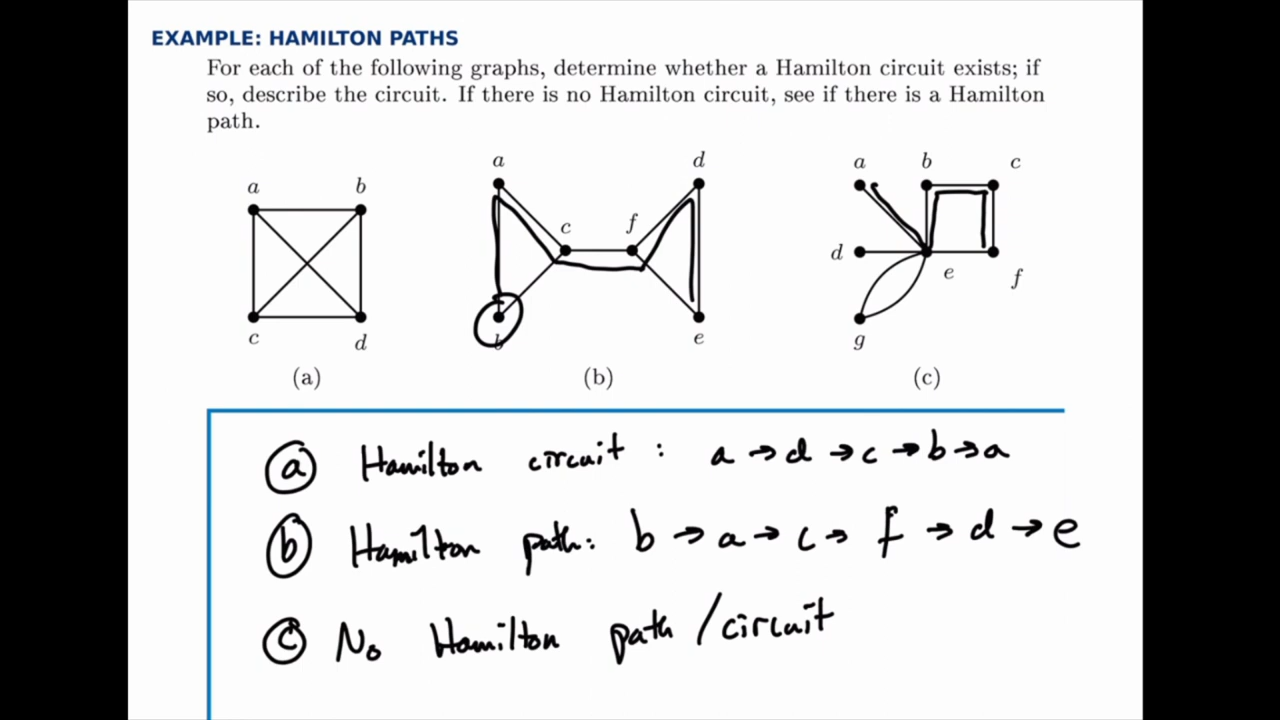 EXAMPLE: HAMILTON PATHS
For each of the following graphs, determine whether a Hamilton circuit exists; if
so, describe the circuit. If there is no Hamilton circuit, see if there is a Hamilton
path.
a b
c d
(a)
a d
c f
b e
(b)
a b c
d e f
g
(c)
(a) Hamilton circuit : a → d → c → b → a
(b) Hamilton path: b → a → c → f → d → e
(c) No Hamilton path / circuit